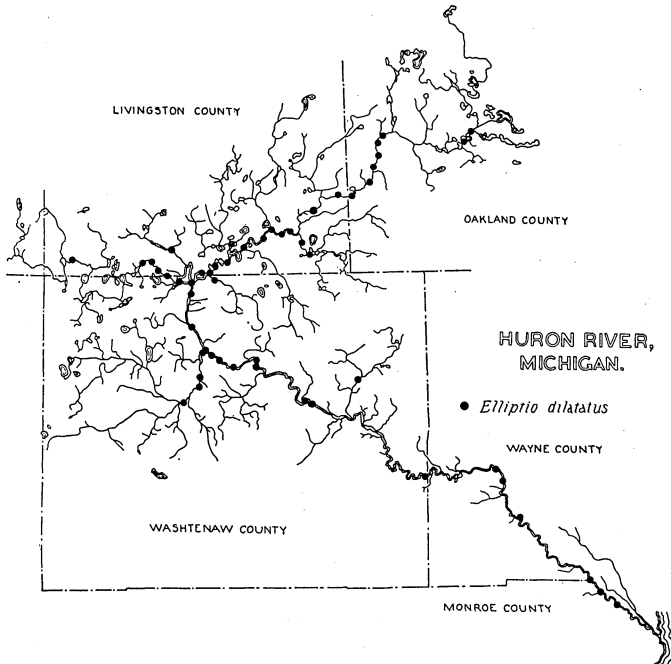 LIVINGSTON COUNTY
OAKLAND COUNTY
HURON RIVER,
MICHIGAN.
Elliptio dilatatus
WAYNE COUNTY
WASHTENAW COUNTY
MONROE COUNTY